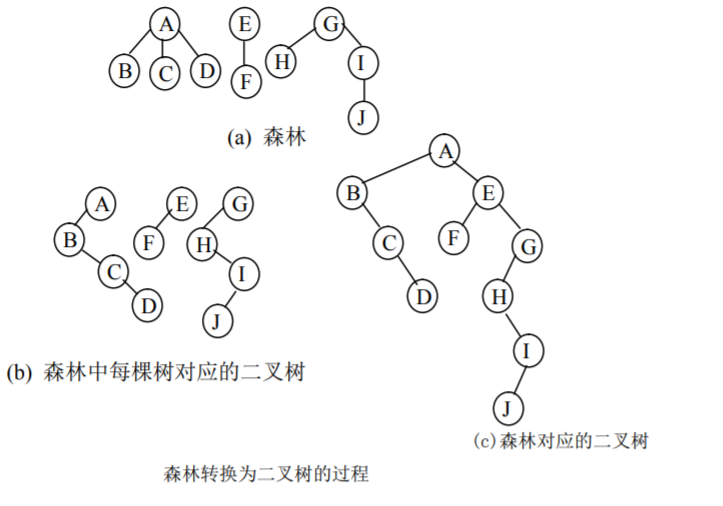 A E G
B C D F H I
J
(a) 森林
A
B E
C F G
D H
I
J
A E G
B F H
C I
D J
(b) 森林中每棵树对应的二叉树
(c)森林对应的二叉树
森林转换为二叉树的过程